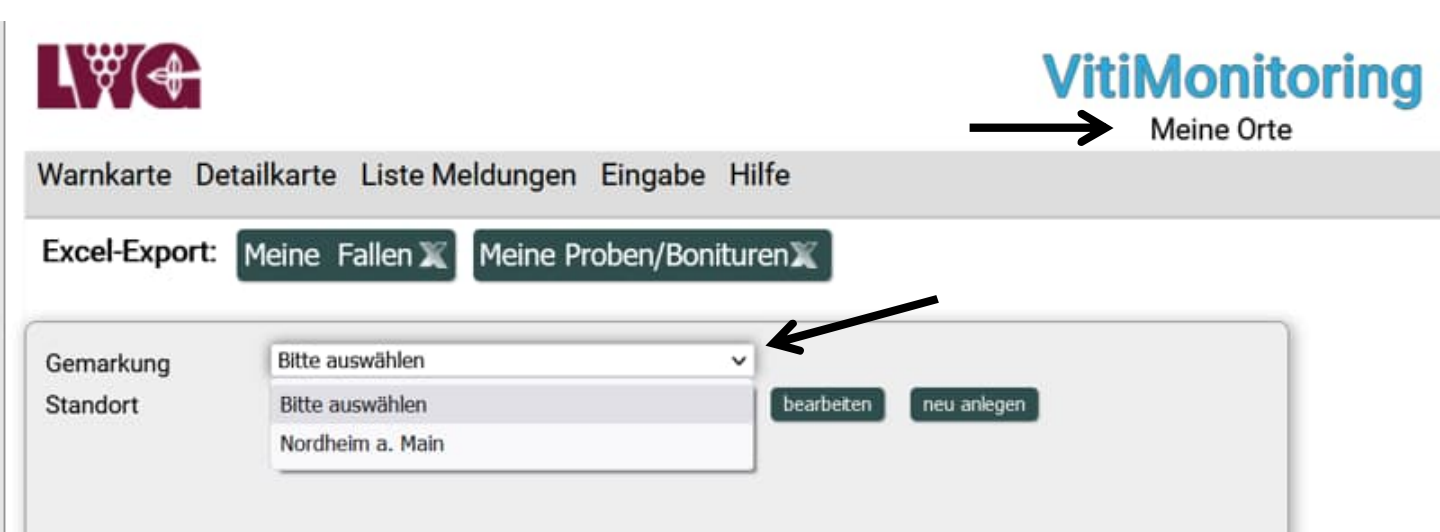 LWG
VitiMonitoring
Meine Orte
Warnkarte Detailkarte Liste Meldungen Eingabe Hilfe
Excel-Export: Meine Fallen X Meine Proben/Bonituren X
Gemarkung Bitte auswählen
Standort Bitte auswählen bearbeiten neu anlegen
Nordheim a. Main